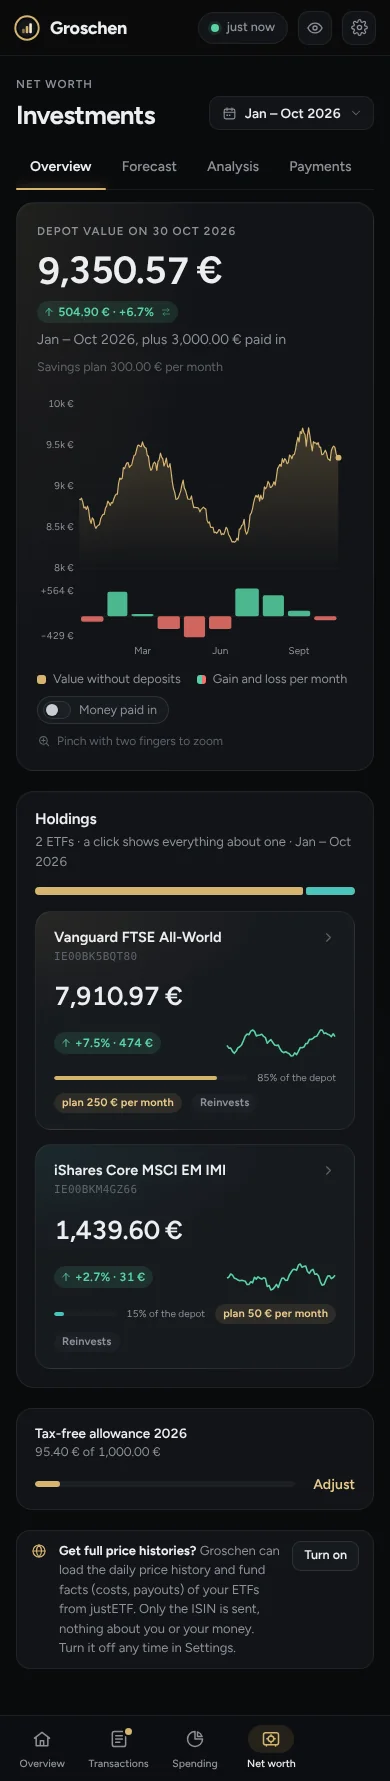 Groschen
just now
NET WORTH
Investments
Jan – Oct 2026
Overview Forecast Analysis Payments
DEPOT VALUE ON 30 OCT 2026
9,350.57 €
↑ 504.90 € · +6.7% ⇄
Jan – Oct 2026, plus 3,000.00 € paid in
Savings plan 300.00 € per month
10k €
9.5k €
9k €
8.5k €
8k €
+564 €
−429 €
Mar Jun Sept
Value without deposits Gain and loss per month
Money paid in
Pinch with two fingers to zoom
Holdings
2 ETFs · a click shows everything about one · Jan – Oct
2026
Vanguard FTSE All-World
IE00BK5BQT80
7,910.97 €
↑ +7.5% · 474 €
85% of the depot
plan 250 € per month Reinvests
iShares Core MSCI EM IMI
IE00BKM4GZ66
1,439.60 €
↑ +2.7% · 31 €
15% of the depot plan 50 € per month
Reinvests
Tax-free allowance 2026
95.40 € of 1,000.00 €
Adjust
Get full price histories? Groschen can
load the daily price history and fund
facts (costs, payouts) of your ETFs
from justETF. Only the ISIN is sent,
nothing about you or your money.
Turn it off any time in Settings.
Turn on
Overview Transactions Spending Net worth